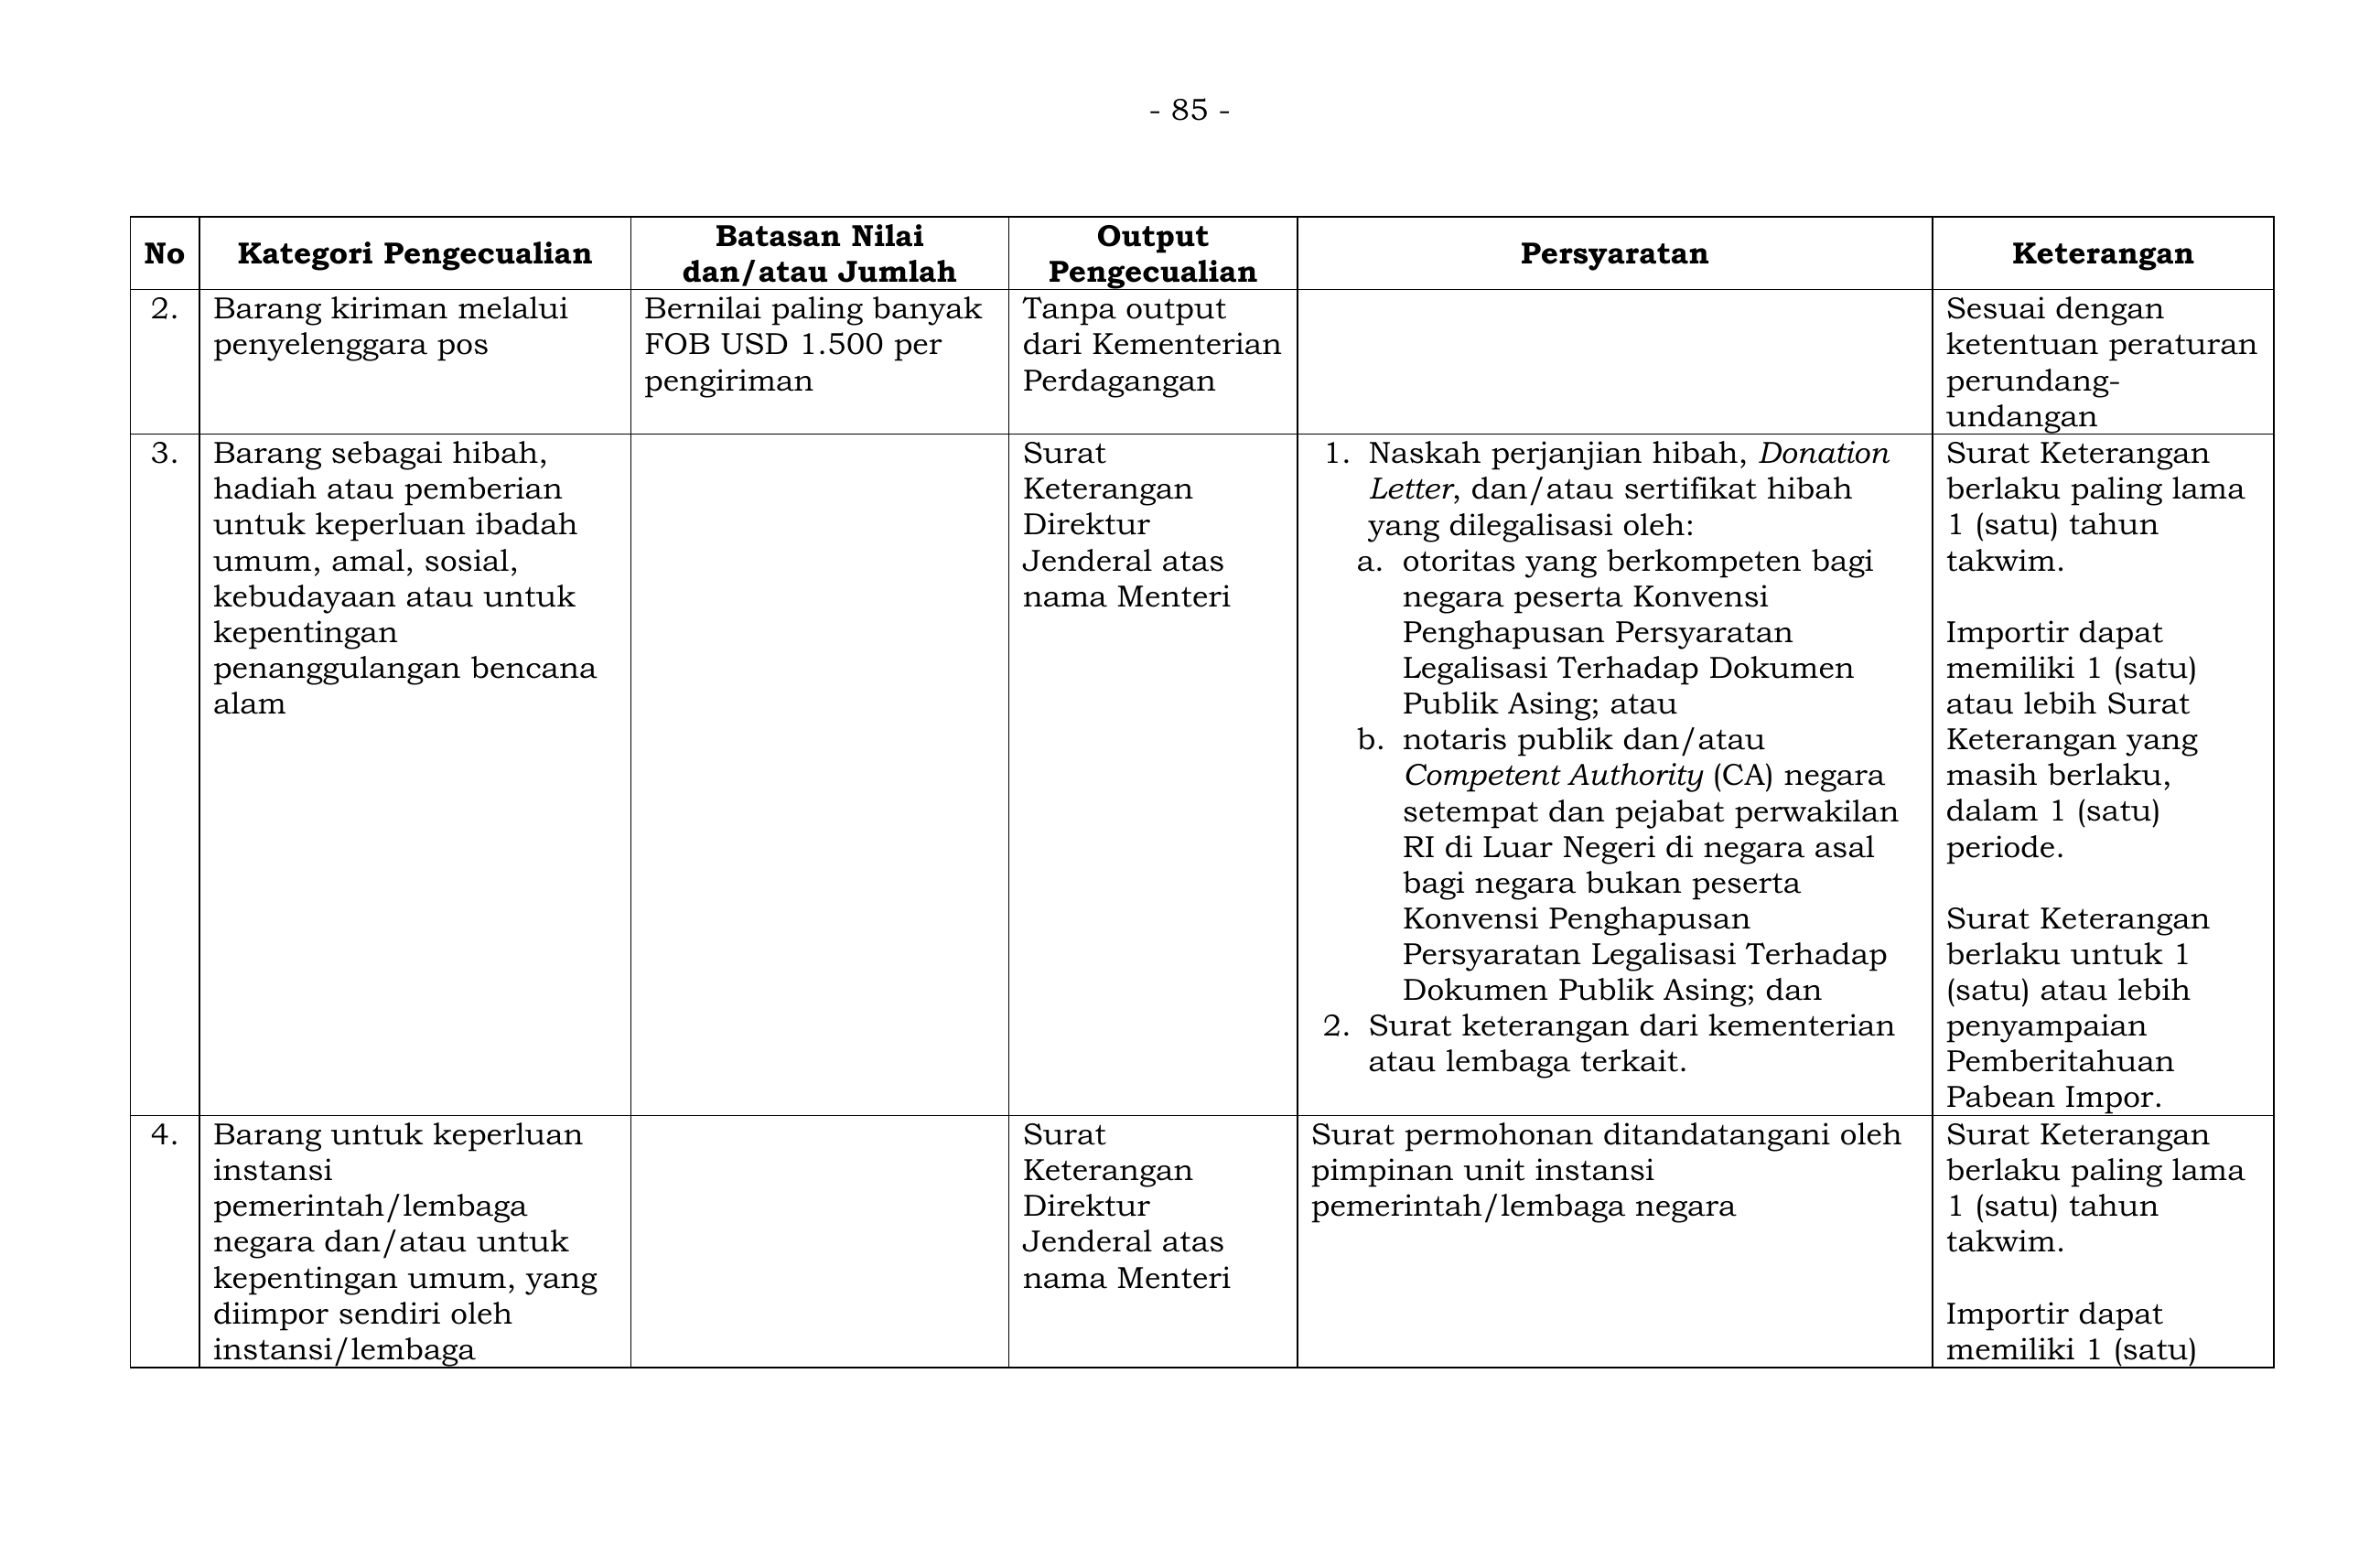 - 85 -
No
Kategori Pengecualian
Batasan Nilai
dan/atau Jumlah
Output
Pengecualian
Persyaratan
Keterangan
2.
Barang kiriman melalui
penyelenggara pos
Bernilai paling banyak
FOB USD 1.500 per
pengiriman
Tanpa output
dari Kementerian
Perdagangan
Sesuai dengan
ketentuan peraturan
perundang-
undangan
3.
Barang sebagai hibah,
hadiah atau pemberian
untuk keperluan ibadah
umum, amal, sosial,
kebudayaan atau untuk
kepentingan
penanggulangan bencana
alam
Surat
Keterangan
Direktur
Jenderal atas
nama Menteri
1. Naskah perjanjian hibah, Donation
Letter, dan/atau sertifikat hibah
yang dilegalisasi oleh:
a. otoritas yang berkompeten bagi
negara peserta Konvensi
Penghapusan Persyaratan
Legalisasi Terhadap Dokumen
Publik Asing; atau
b. notaris publik dan/atau
Competent Authority (CA) negara
setempat dan pejabat perwakilan
RI di Luar Negeri di negara asal
bagi negara bukan peserta
Konvensi Penghapusan
Persyaratan Legalisasi Terhadap
Dokumen Publik Asing; dan
2. Surat keterangan dari kementerian
atau lembaga terkait.
Surat Keterangan
berlaku paling lama
1 (satu) tahun
takwim.
Importir dapat
memiliki 1 (satu)
atau lebih Surat
Keterangan yang
masih berlaku,
dalam 1 (satu)
periode.
Surat Keterangan
berlaku untuk 1
(satu) atau lebih
penyampaian
Pemberitahuan
Pabean Impor.
4.
Barang untuk keperluan
instansi
pemerintah/lembaga
negara dan/atau untuk
kepentingan umum, yang
diimpor sendiri oleh
instansi/lembaga
Surat
Keterangan
Direktur
Jenderal atas
nama Menteri
Surat permohonan ditandatangani oleh
pimpinan unit instansi
pemerintah/lembaga negara
Surat Keterangan
berlaku paling lama
1 (satu) tahun
takwim.
Importir dapat
memiliki 1 (satu)